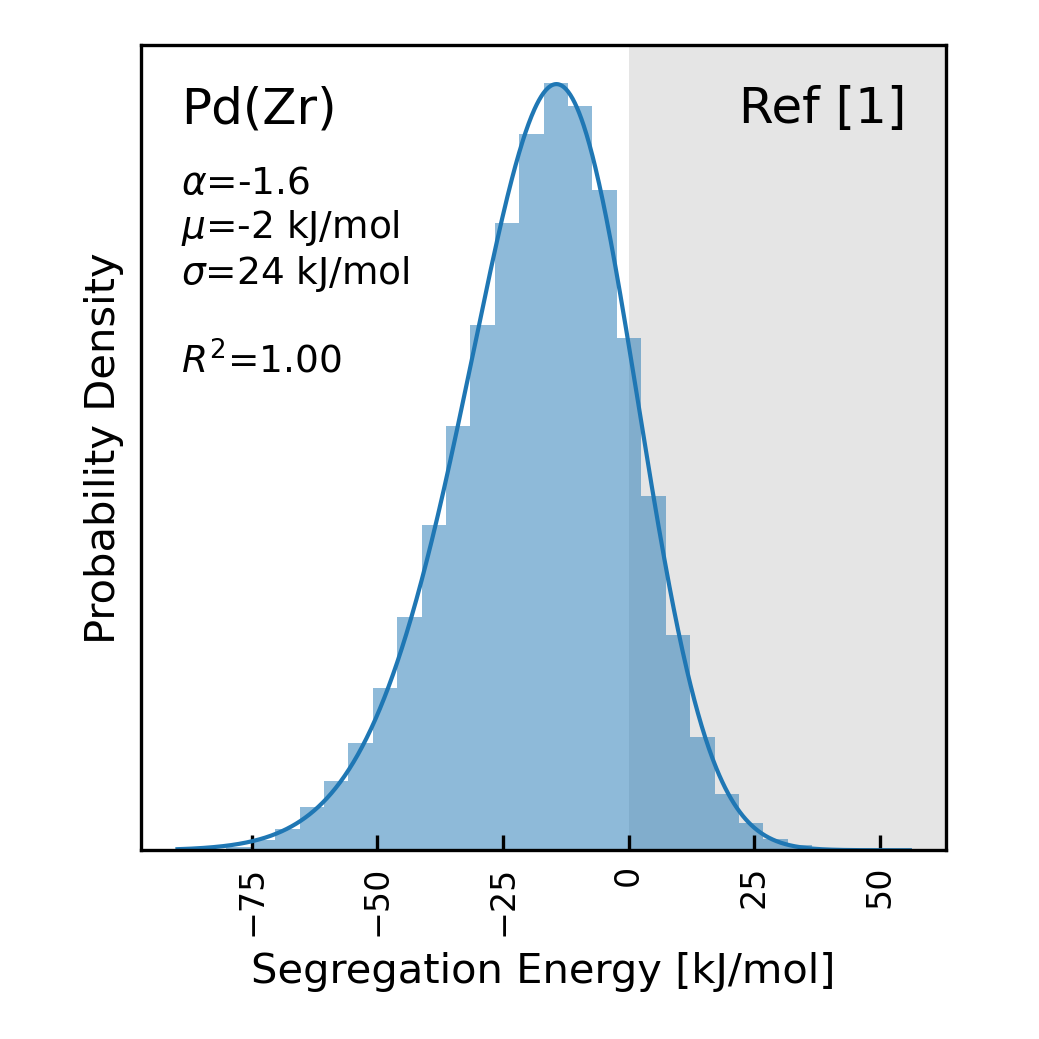 Pd(Zr)
Ref [1]
α=-1.6
μ=-2 kJ/mol
σ=24 kJ/mol
R²=1.00
Probability Density
−75
−50
−25
0
25
50
Segregation Energy [kJ/mol]